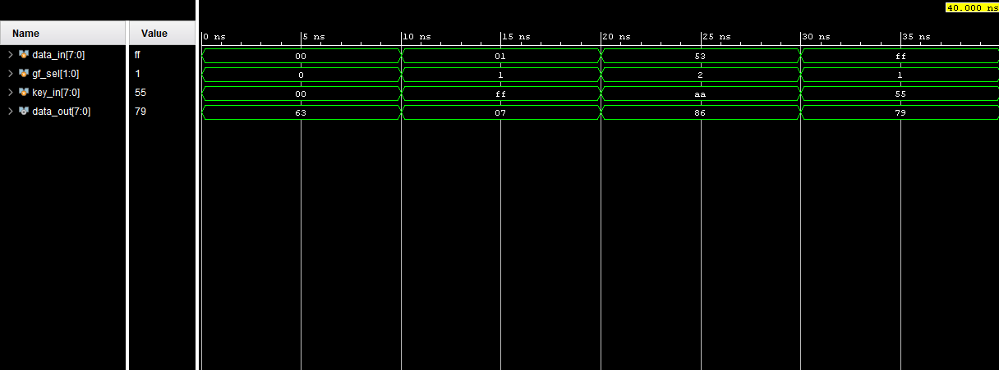 40.000 ns
Name Value 0 ns 5 ns 10 ns 15 ns 20 ns 25 ns 30 ns 35 ns
data_in[7:0] ff 00 01 53 ff
gf_sel[1:0] 1 0 1 2 1
key_in[7:0] 55 00 ff aa 55
data_out[7:0] 79 63 07 86 79